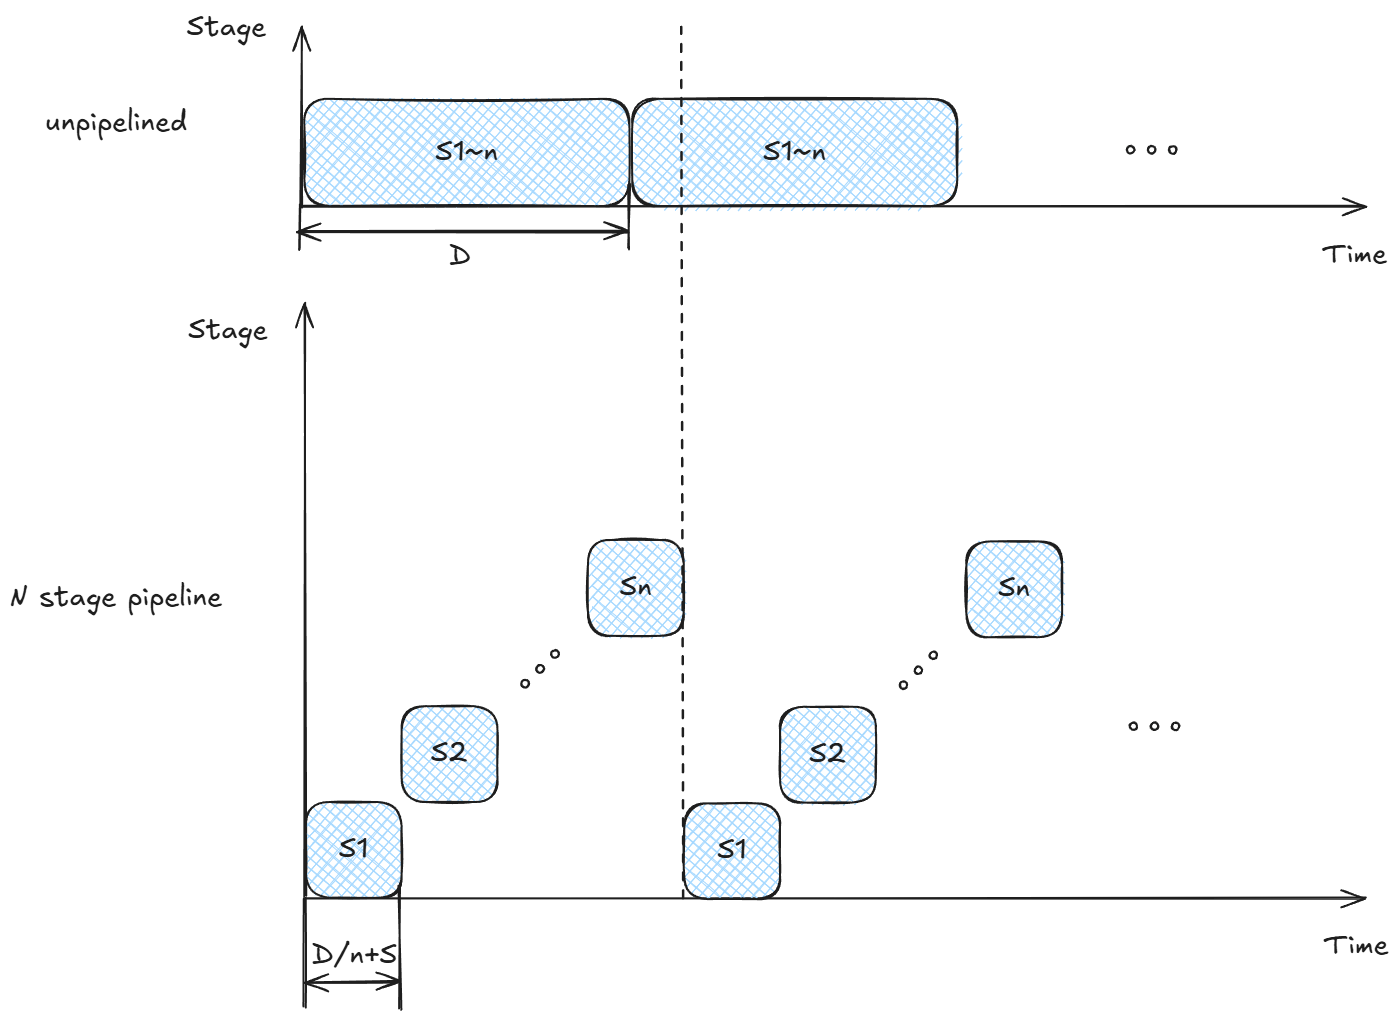 Stage
unpipelined
S1~n
S1~n
D
Time
Stage
N stage pipeline
Sn
Sn
S2
S2
S1
S1
D/n+S
Time